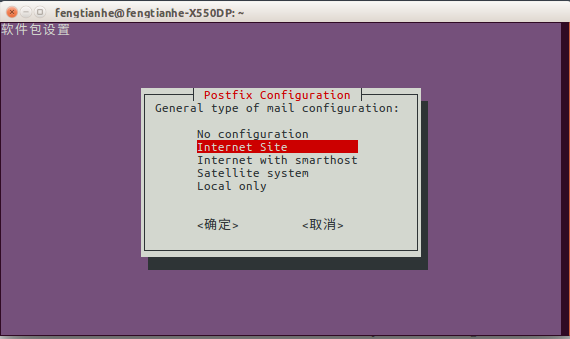 fengtianhe@fengtianhe-X550DP: ~
软件包设置
Postfix Configuration
General type of mail configuration:
No configuration
Internet Site
Internet with smarthost
Satellite system
Local only
<确定> <取消>